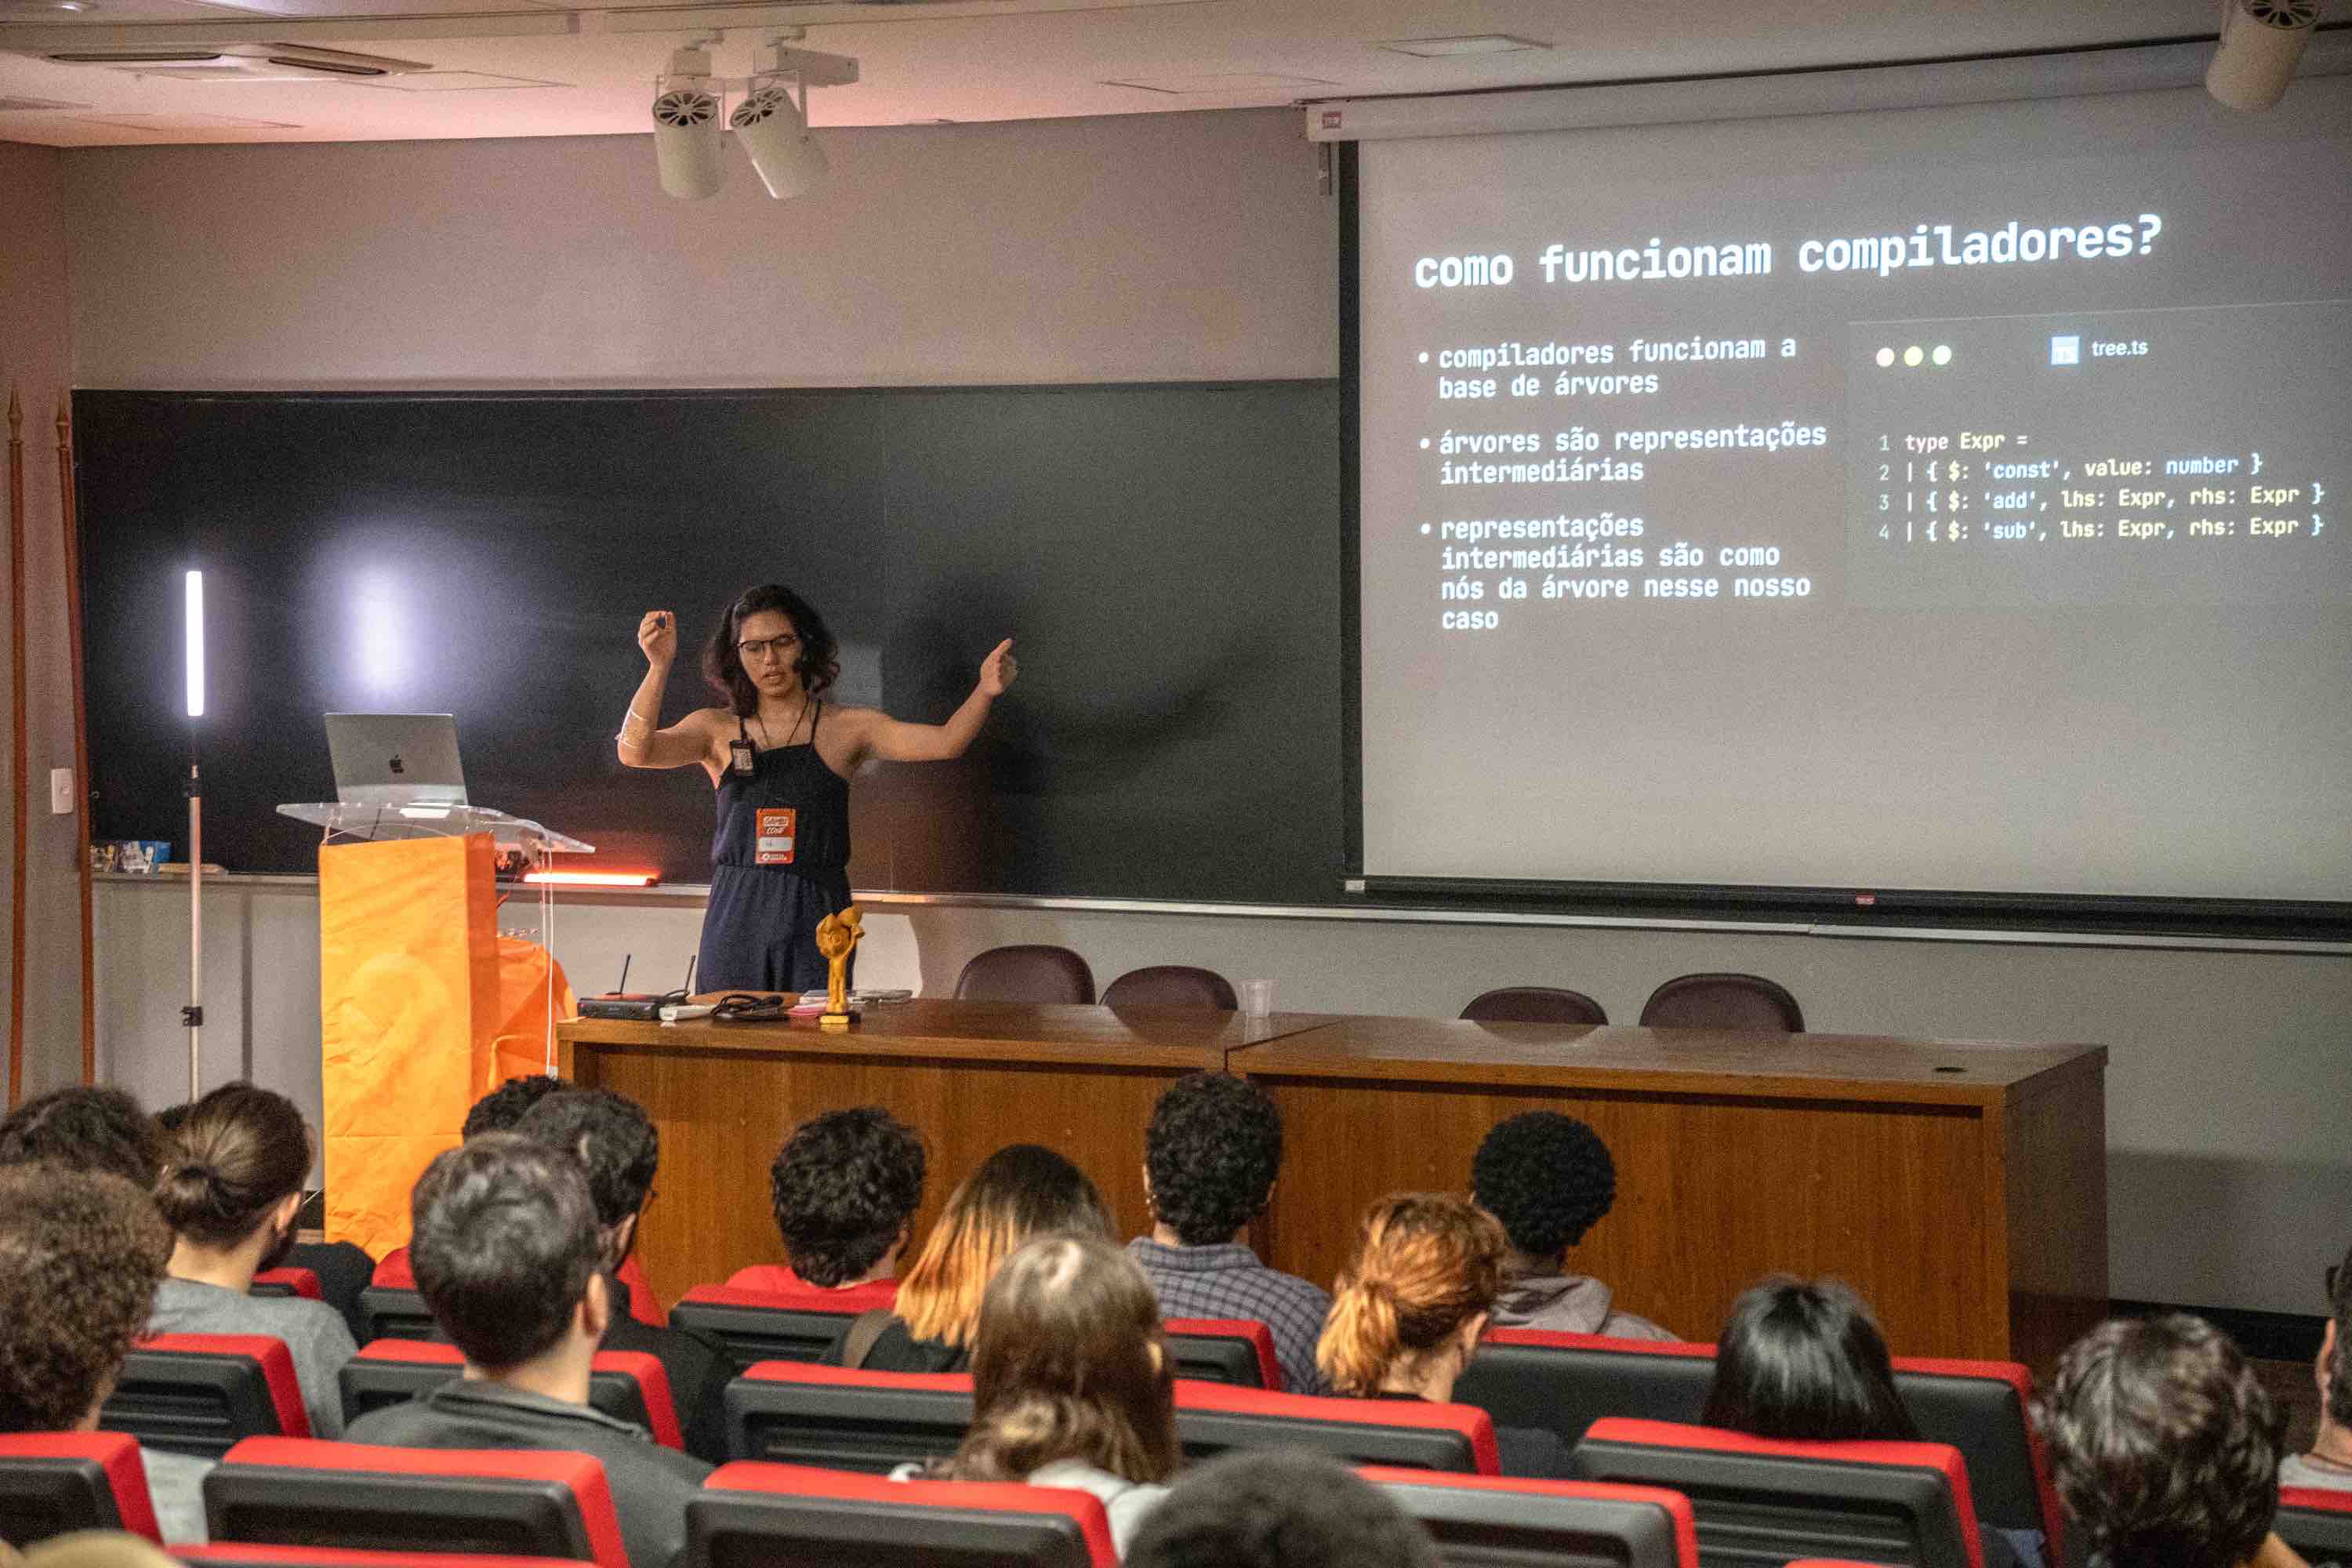 como funcionam compiladores?
• compiladores funcionam a
base de árvores
• árvores são representações
intermediárias
• representações
intermediárias são como
nós da árvore nesse nosso
caso
TS tree.ts
1 type Expr =
2 | { $: 'const', value: number }
3 | { $: 'add', lhs: Expr, rhs: Expr }
4 | { $: 'sub', lhs: Expr, rhs: Expr }
CONF